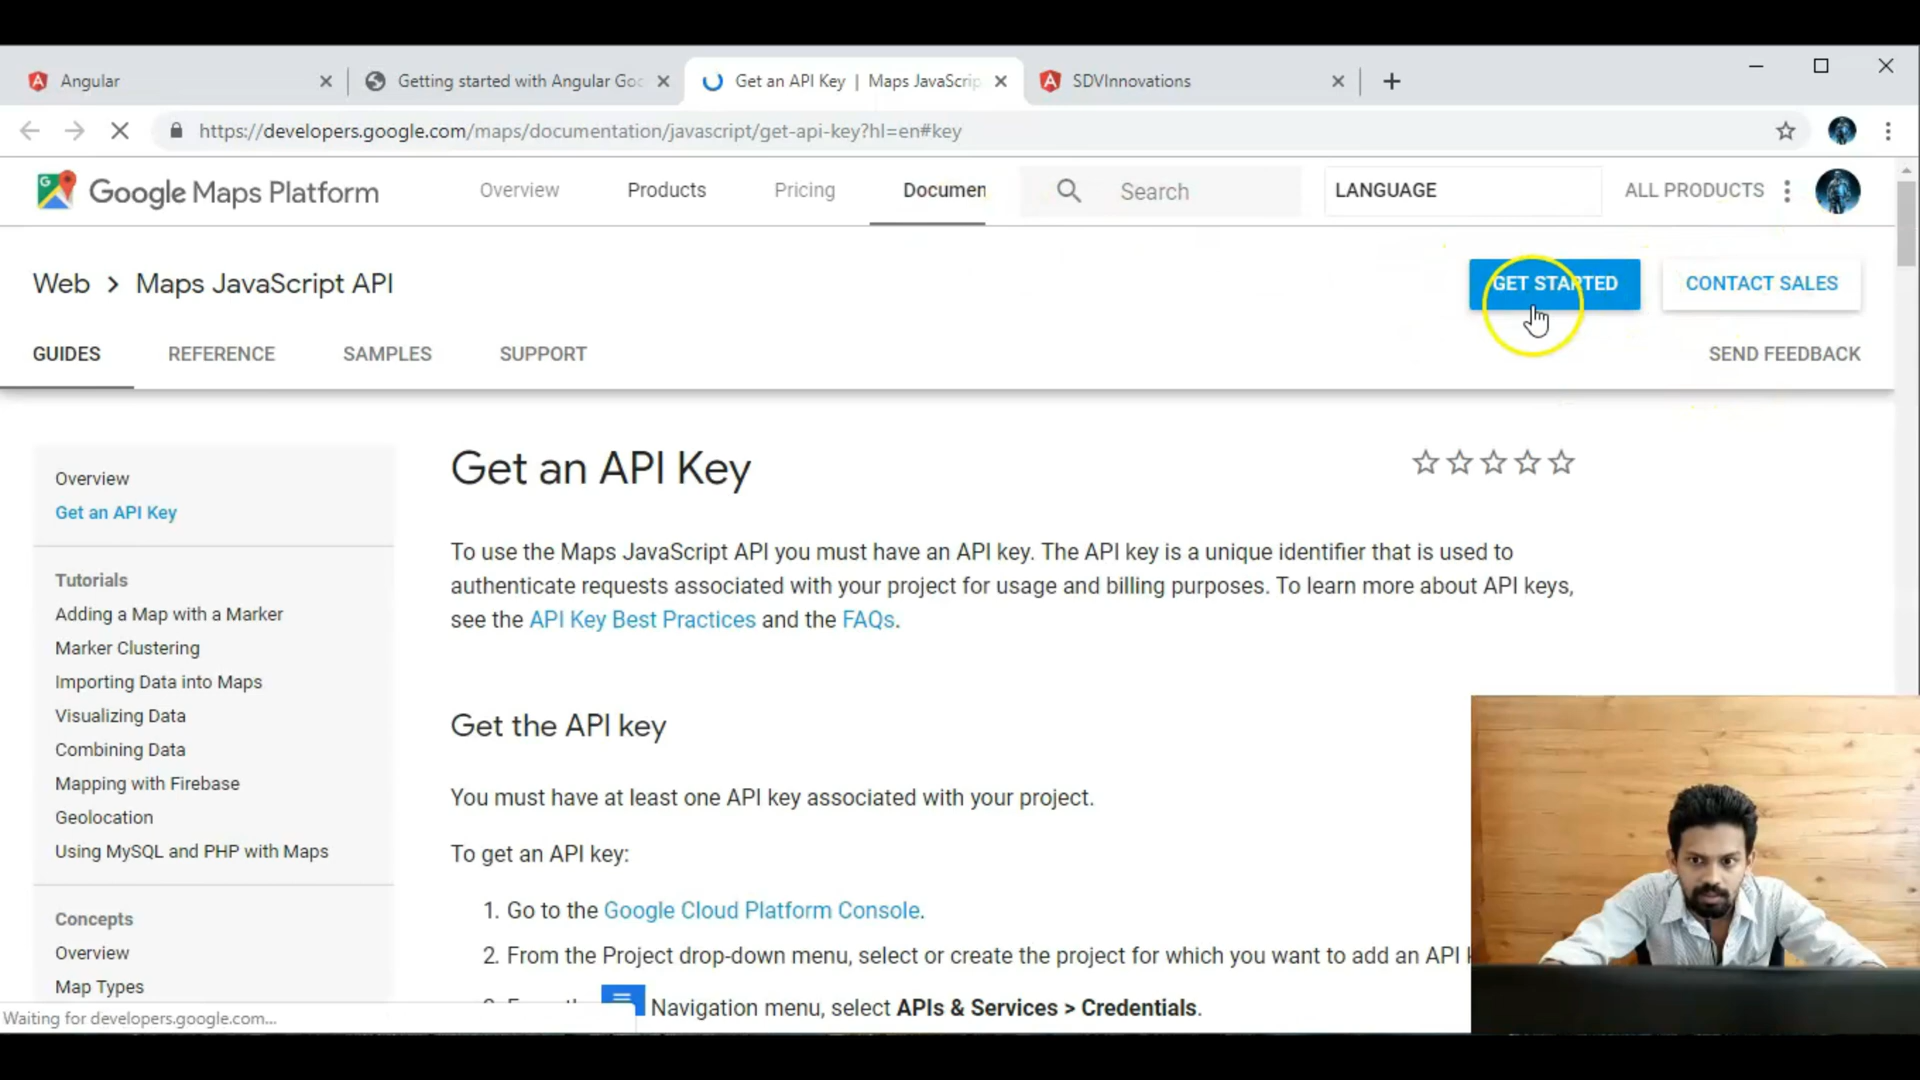 Angular
Getting started with Angular Goo
Get an API Key | Maps JavaScrip
SDVInnovations
https://developers.google.com/maps/documentation/javascript/get-api-key?hl=en#key
Google Maps Platform
Overview
Products
Pricing
Documen
Search
LANGUAGE
ALL PRODUCTS
Web > Maps JavaScript API
GET STARTED
CONTACT SALES
GUIDES
REFERENCE
SAMPLES
SUPPORT
SEND FEEDBACK
Overview
Get an API Key
Tutorials
Adding a Map with a Marker
Marker Clustering
Importing Data into Maps
Visualizing Data
Combining Data
Mapping with Firebase
Geolocation
Using MySQL and PHP with Maps
Concepts
Overview
Map Types
Get an API Key
To use the Maps JavaScript API you must have an API key. The API key is a unique identifier that is used to
authenticate requests associated with your project for usage and billing purposes. To learn more about API keys,
see the API Key Best Practices and the FAQs.
Get the API key
You must have at least one API key associated with your project.
To get an API key:
1. Go to the Google Cloud Platform Console.
2. From the Project drop-down menu, select or create the project for which you want to add an API
Navigation menu, select APIs & Services > Credentials.
Waiting for developers.google.com...